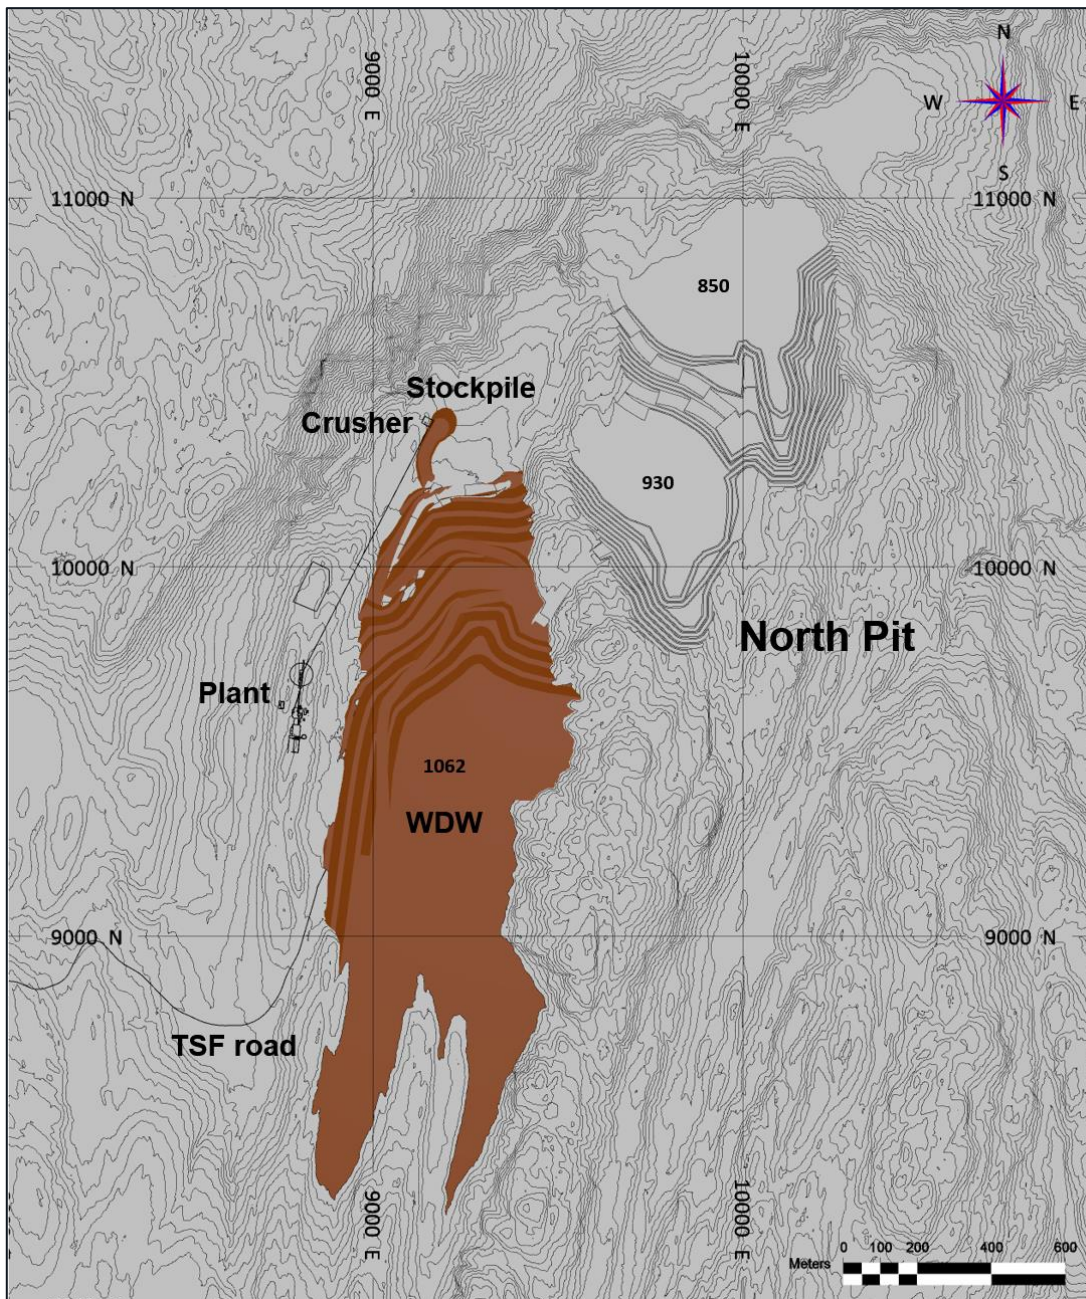 N
9000 E
10000 E
W
E
S
11000 N
11000 N
850
Stockpile
Crusher
930
10000 N
10000 N
North Pit
Plant
1062
WDW
9000 N
9000 N
TSF road
9000 E
10000 E
0 100 200 400 600
Meters